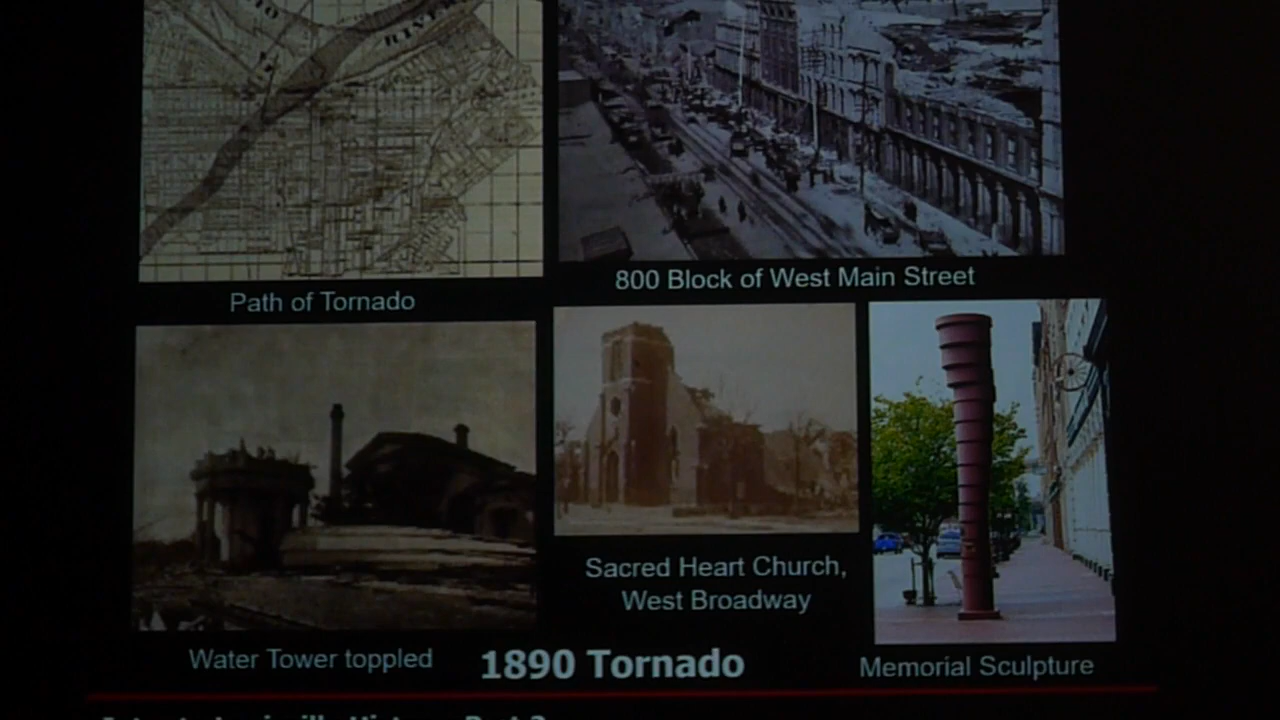 RIVER
800 Block of West Main Street
Path of Tornado
Sacred Heart Church,
West Broadway
Water Tower toppled
1890 Tornado
Memorial Sculpture